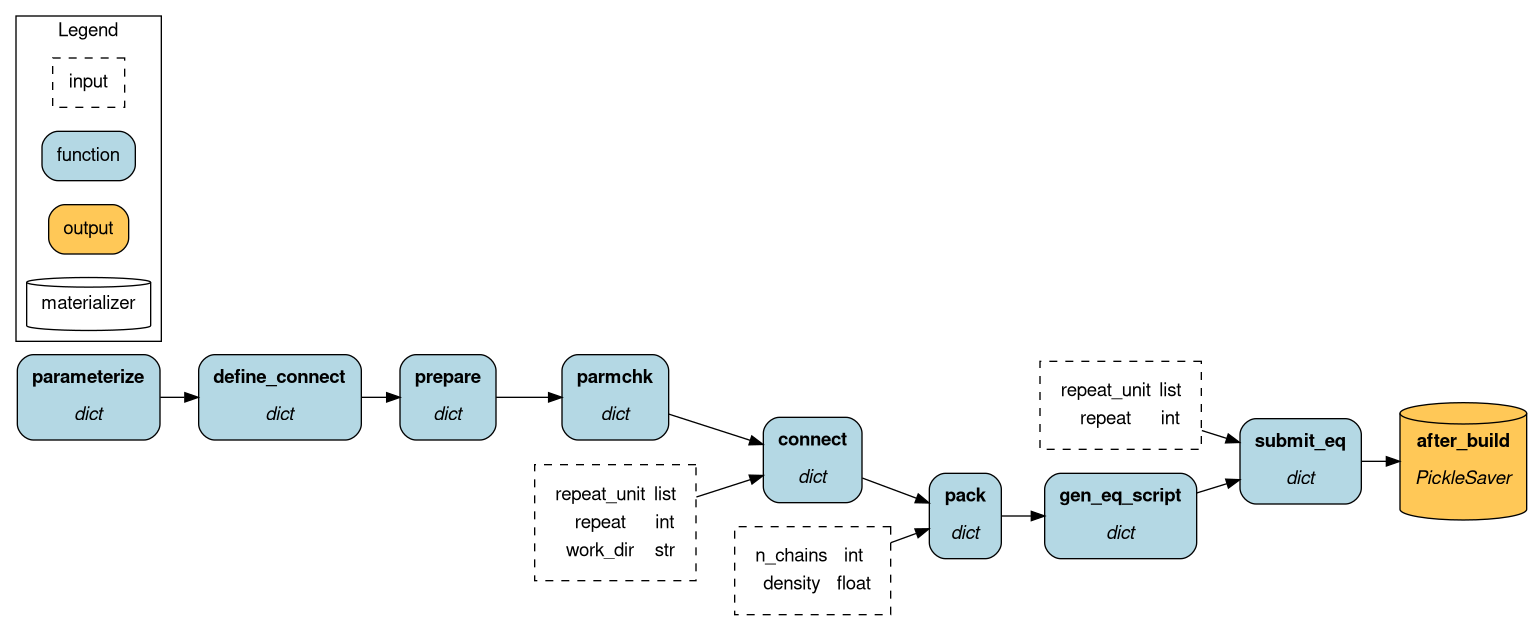 Legend
input
function
output
materializer
parameterize
dict
define_connect
dict
prepare
dict
parmchk
dict
repeat_unit list
repeat int
work_dir str
connect
dict
n_chains int
density float
pack
dict
gen_eq_script
dict
repeat_unit list
repeat int
submit_eq
dict
after_build
PickleSaver